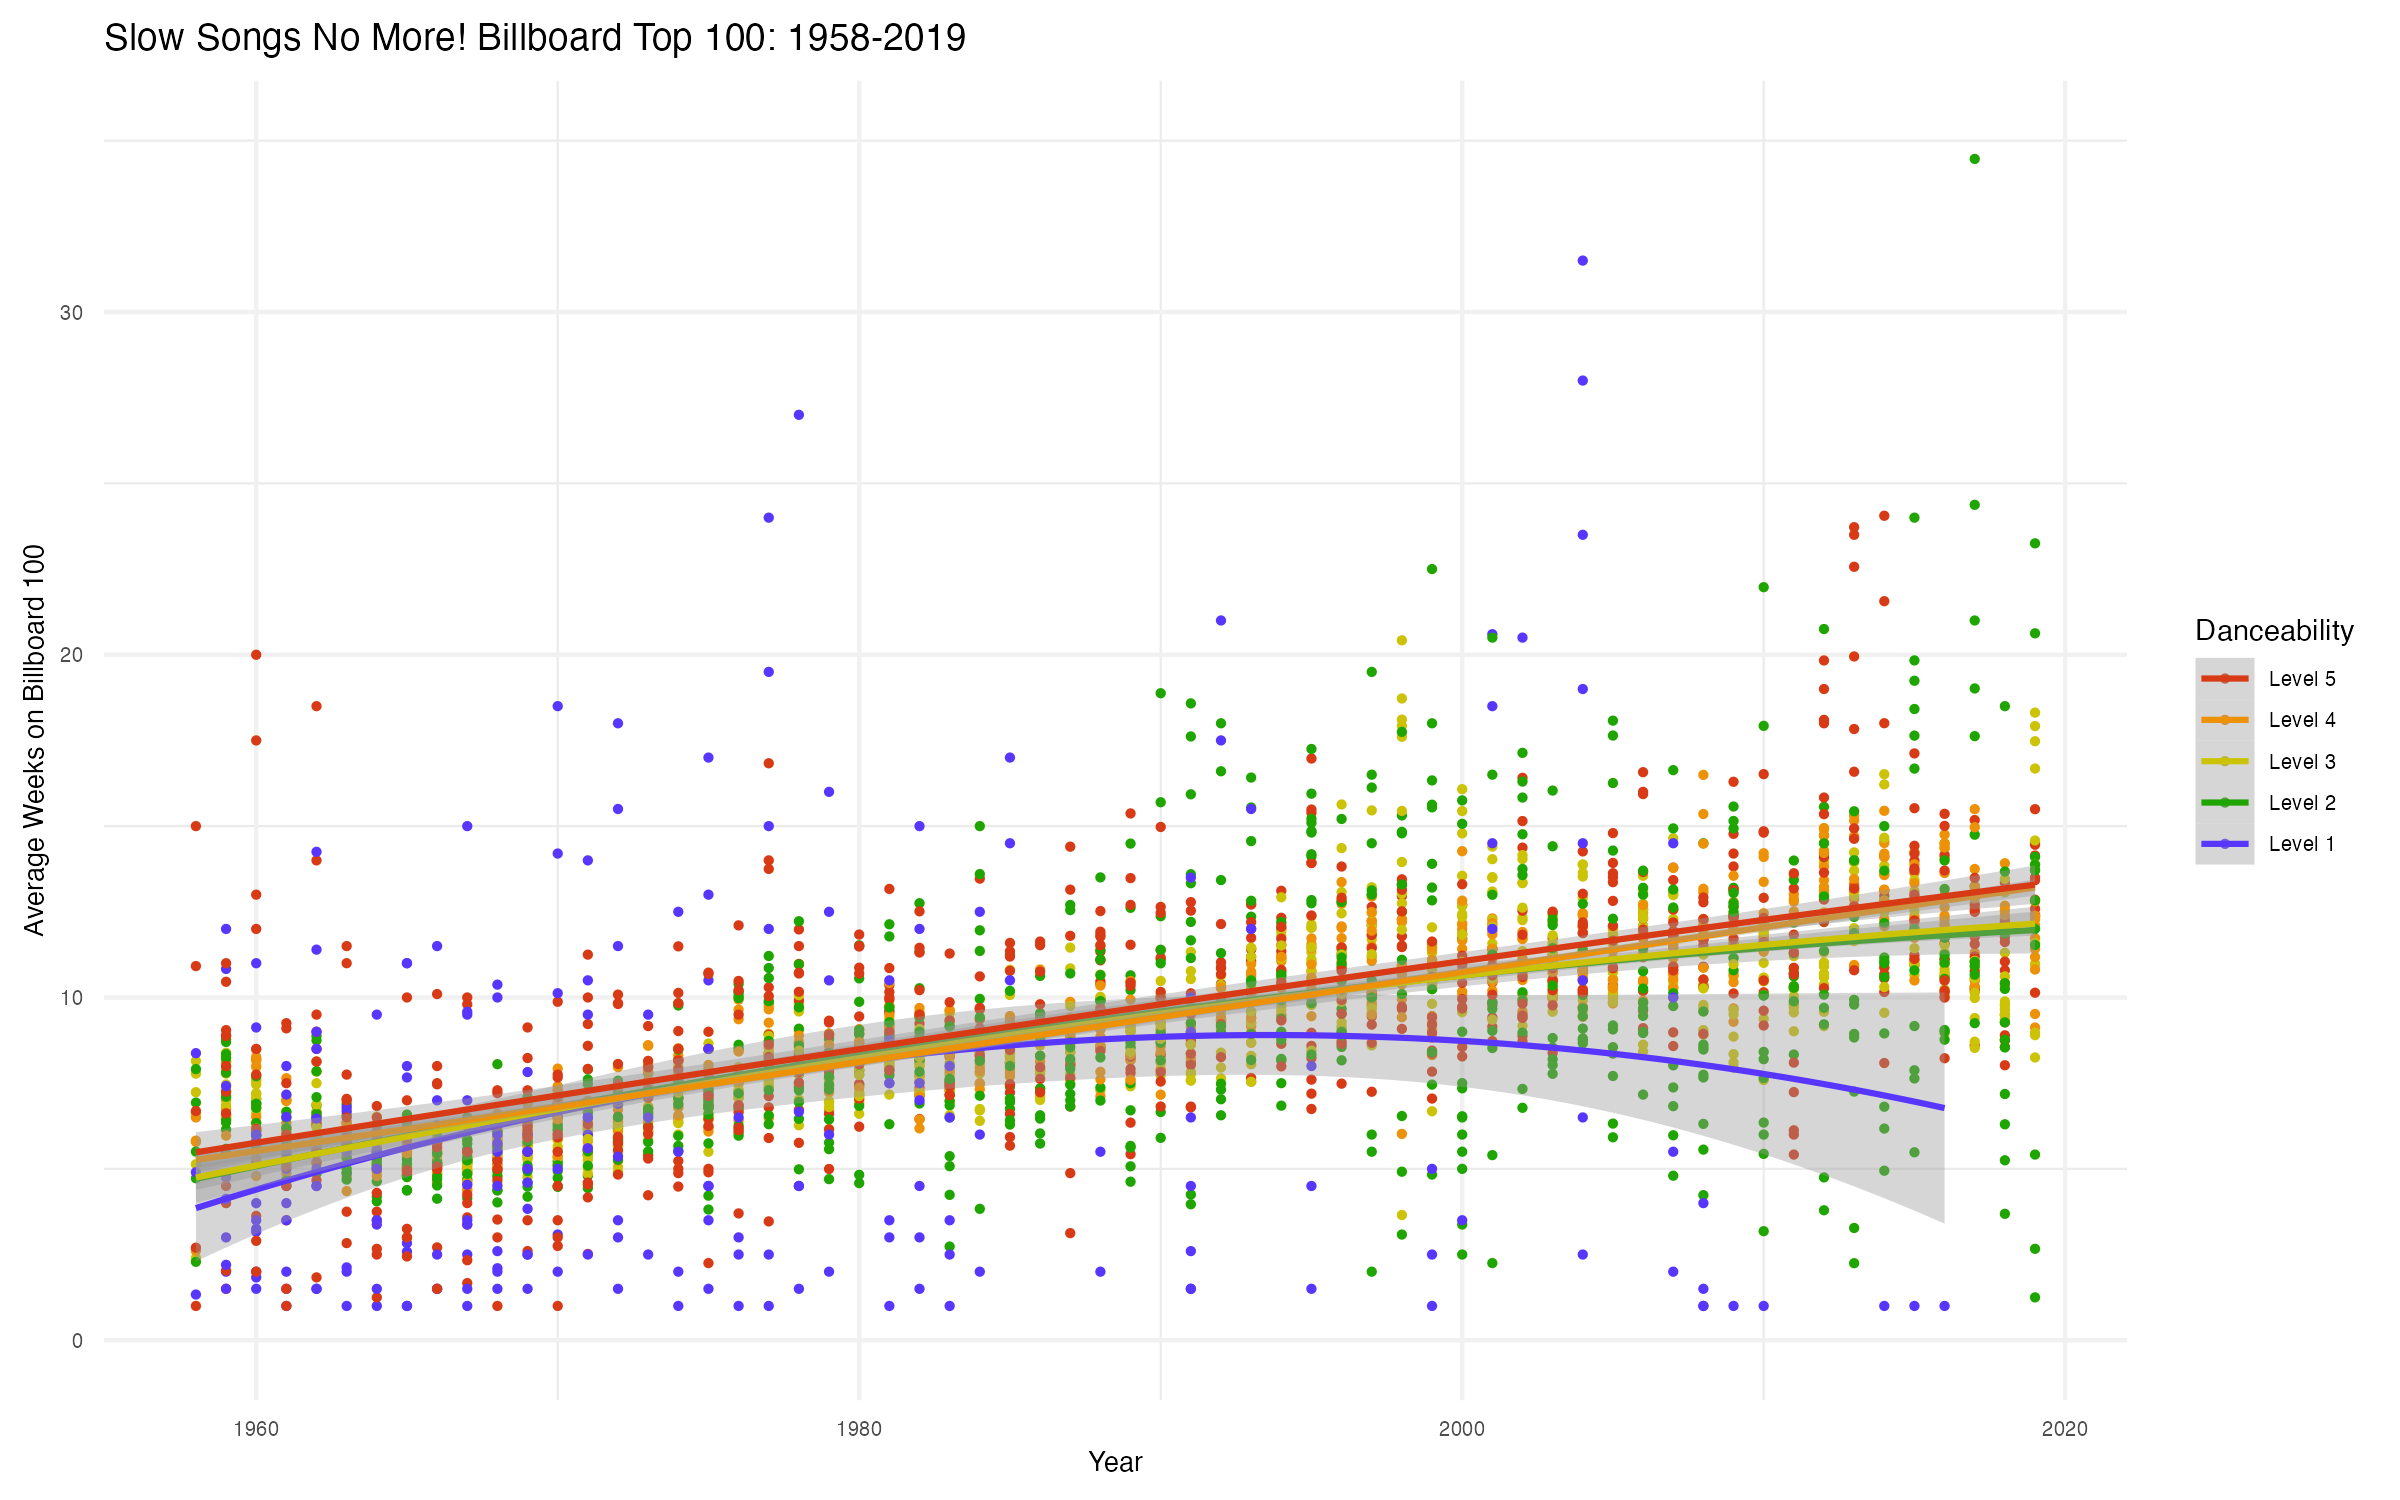 Slow Songs No More! Billboard Top 100: 1958-2019
Average Weeks on Billboard 100
30
20
10
0
1960
1980
2000
2020
Year
Danceability
Level 5
Level 4
Level 3
Level 2
Level 1